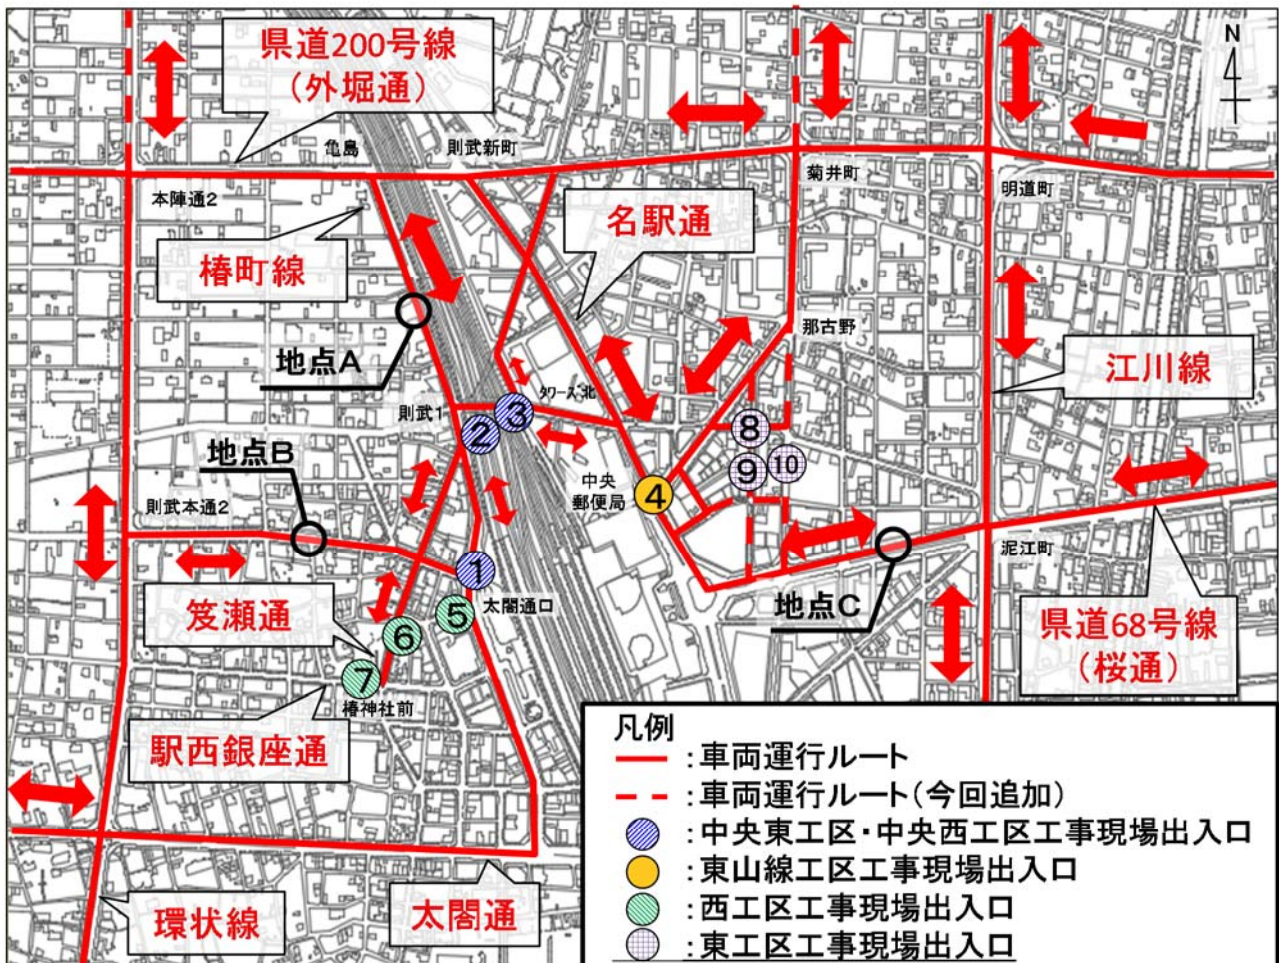 県道200号線
（外堀通）
N
亀島
則武新町
菊井町
明道町
本陣通2
名駅通
椿町線
那古野
地点A
江川線
タワーズ北
則武1
③
②
⑧
地点B
⑨
⑩
中央
郵便局
④
則武本通2
泥江町
①
太閤通口
地点C
笈瀬通
⑤
⑥
県道68号線
（桜通）
⑦
椿神社前
駅西銀座通
凡例
：車両運行ルート
：車両運行ルート（今回追加）
：中央東工区・中央西工区工事現場出入口
：東山線工区工事現場出入口
：西工区工事現場出入口
：東工区工事現場出入口
太閤通
環状線